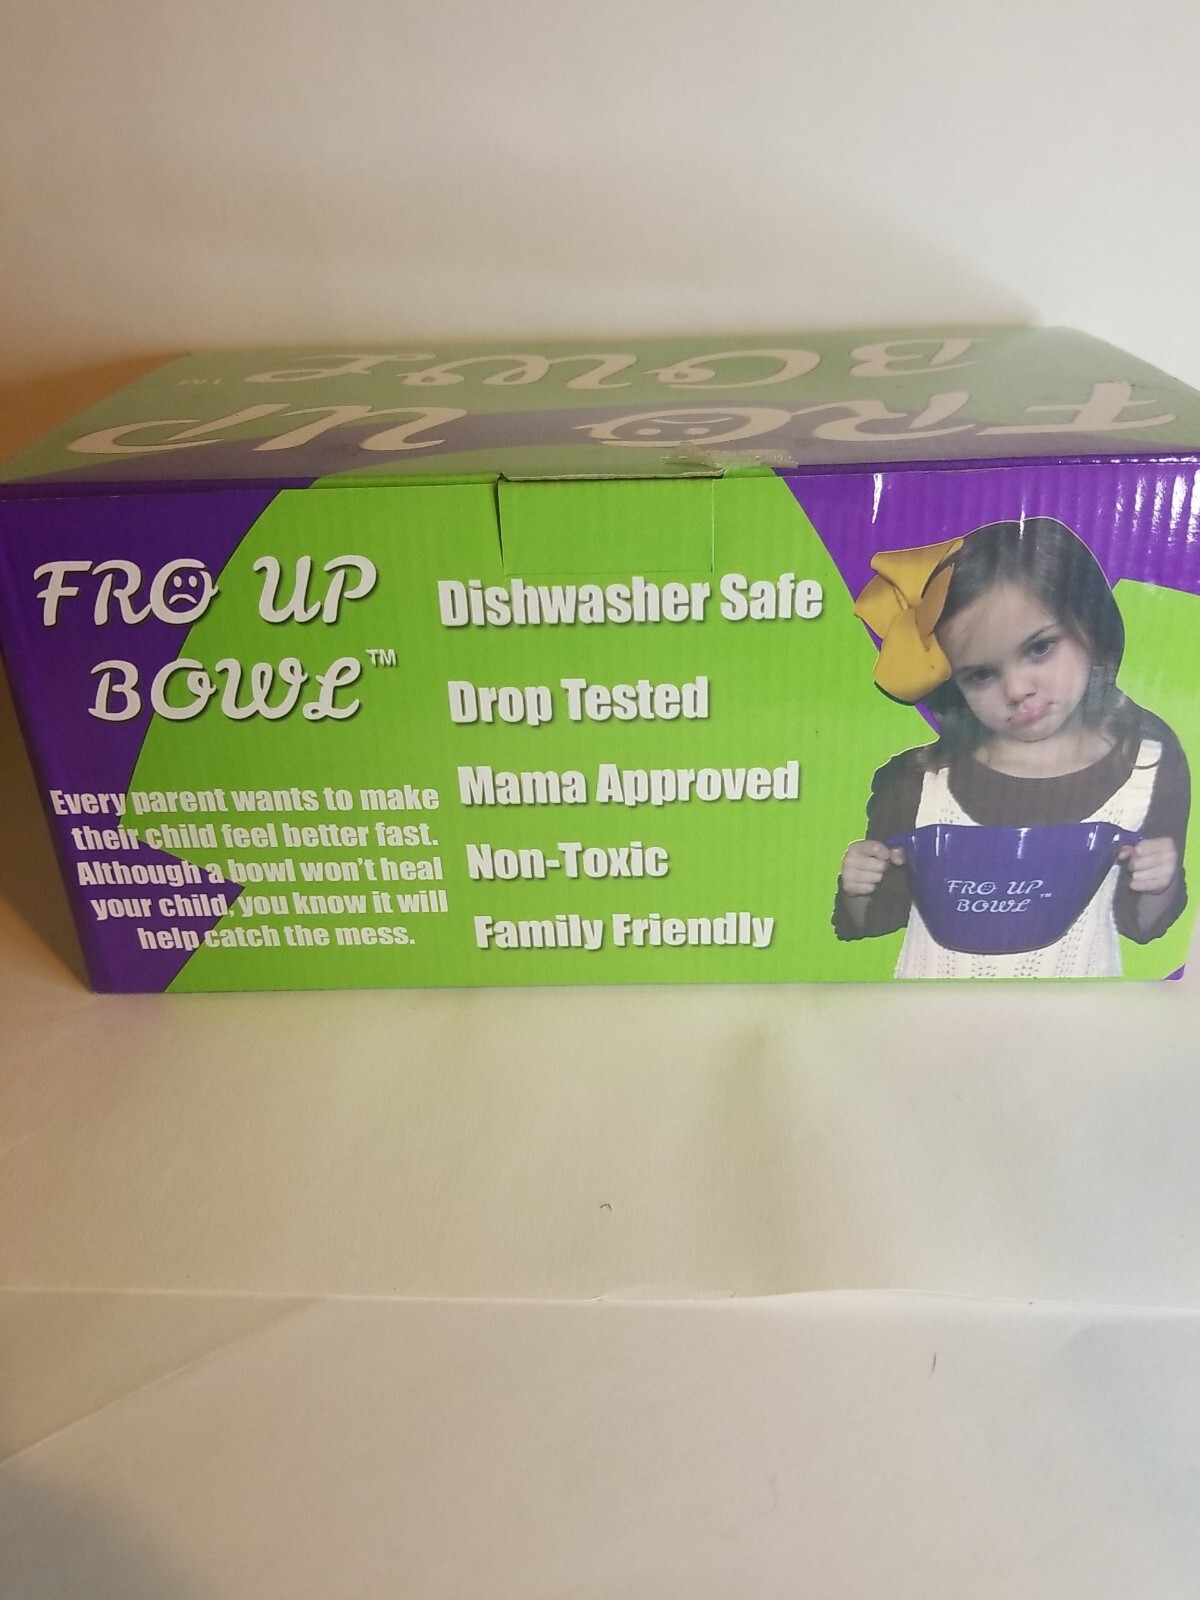 FRO UP
BOWL™
FRO UP
BOWL™
Every parent wants to make
their child feel better fast.
Although a bowl won't heal
your child, you know it will
help catch the mess.
Dishwasher Safe
Drop Tested
Mama Approved
Non-Toxic
Family Friendly
FRO UP
BOWL™